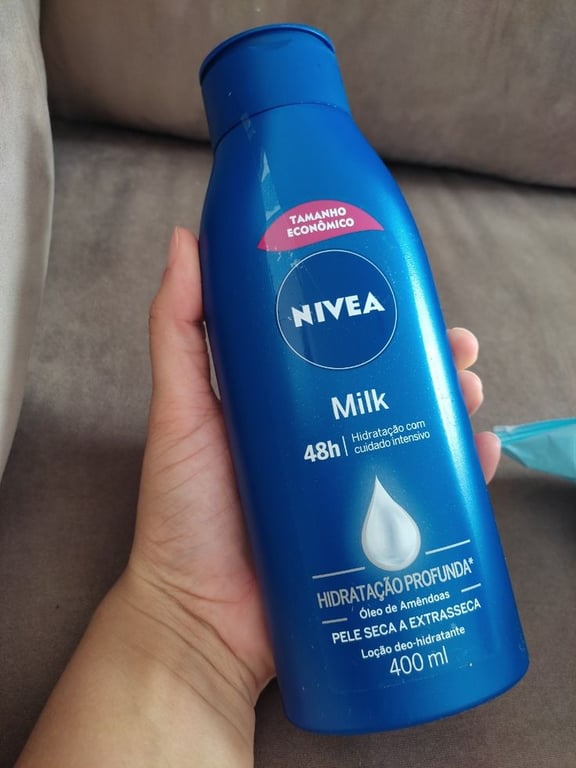 TAMANHO
ECONÔMICO
NIVEA
Milk
48h Hidratação com
cuidado intensivo
HIDRATAÇÃO PROFUNDA*
Óleo de Amêndoas
PELE SECA A EXTRASSECA
Loção deo-hidratante
400 ml